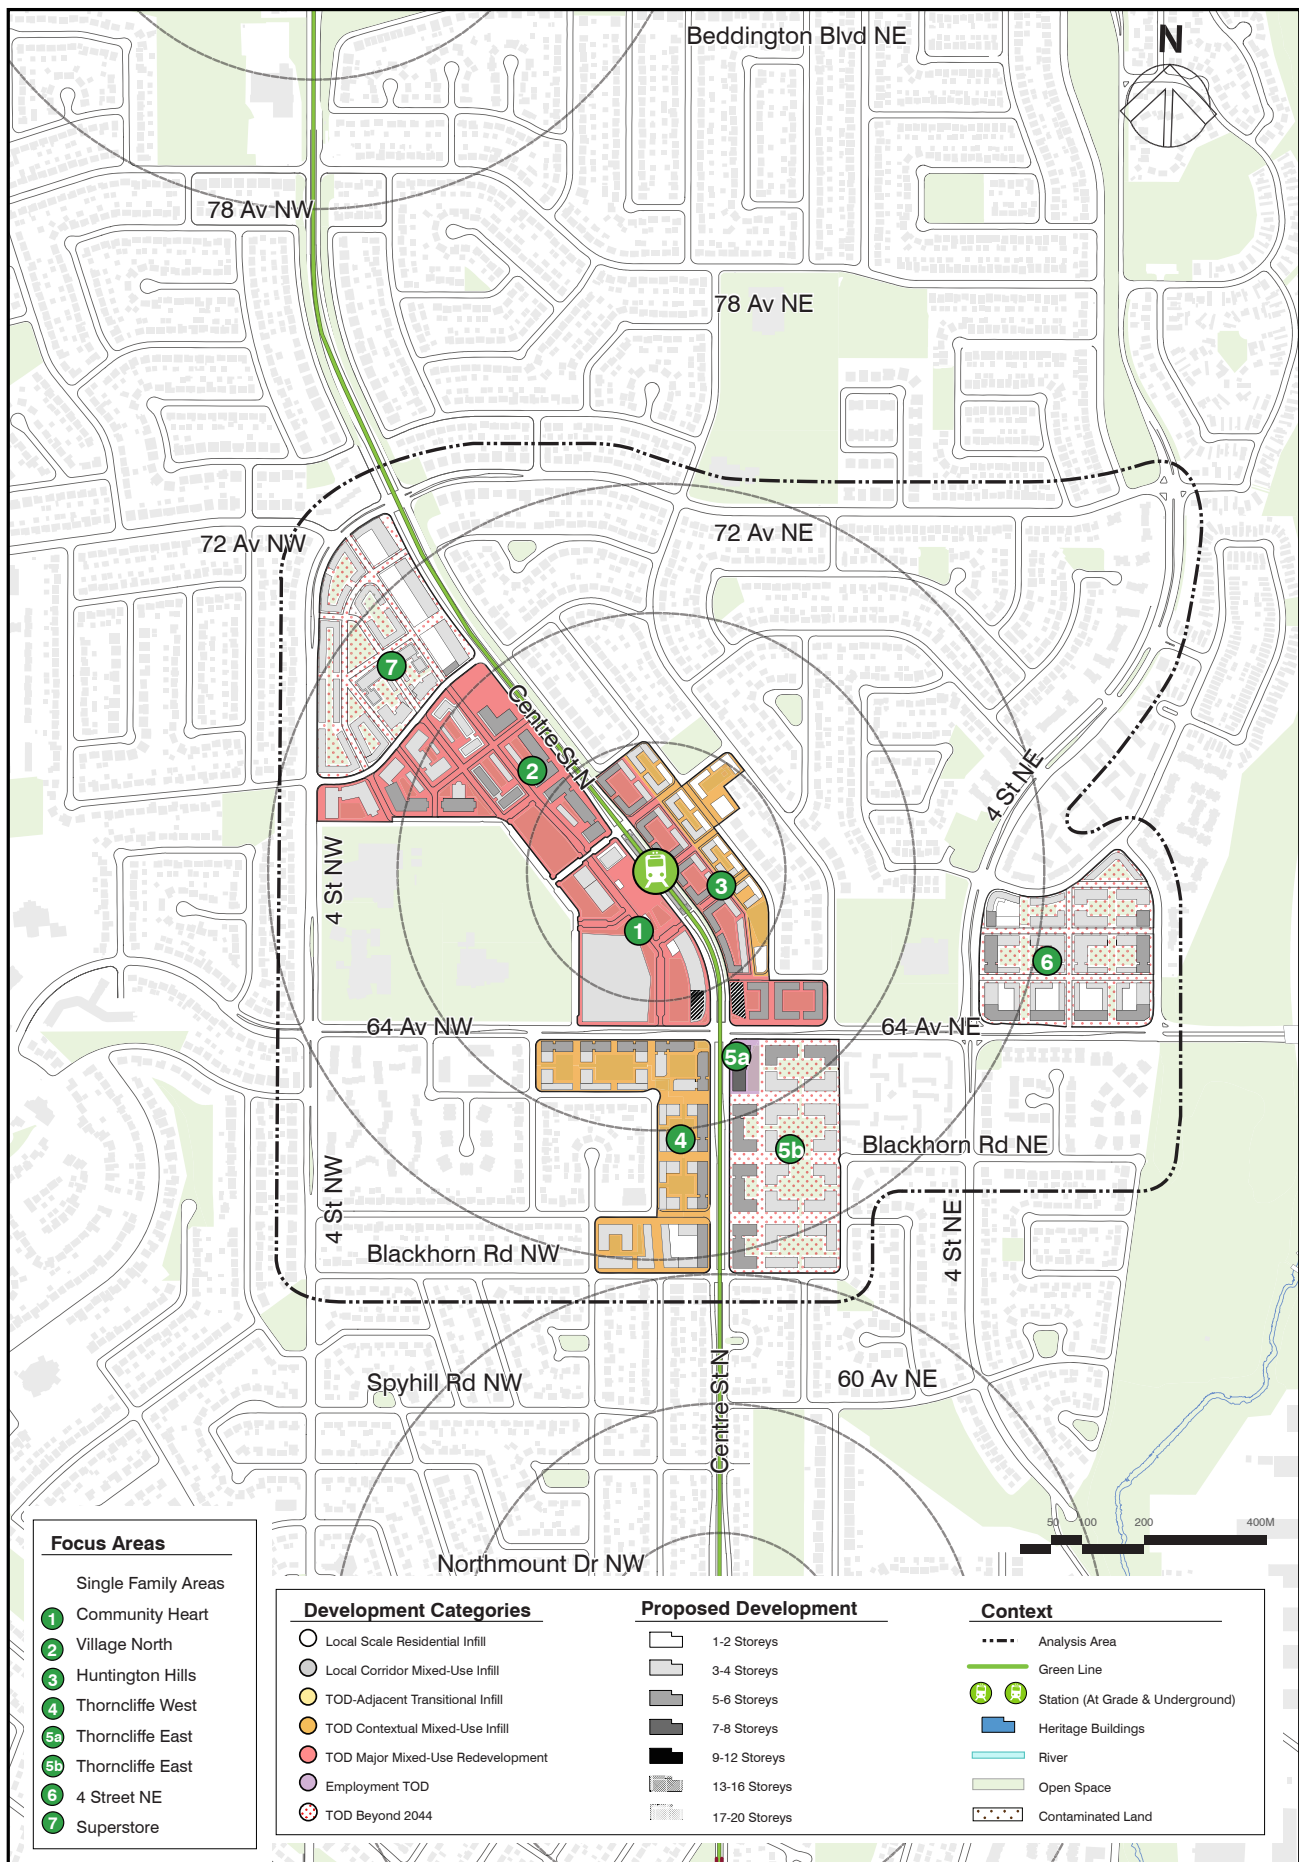 Beddington Blvd NE
N
78 Av NW
78 Av NE
72 Av NW
72 Av NE
7
Centre St N
2
4 St NE
3
4 St NW
1
6
64 Av NW
64 Av NE
5a
4
5b
Blackhorn Rd NE
4 St NW
4 St NE
Blackhorn Rd NW
Spyhill Rd NW
Centre St N
60 Av NE
50 100 200 400M
Northmount Dr NW
Focus Areas
Single Family Areas
1 Community Heart
2 Village North
3 Huntington Hills
4 Thorncliffe West
5a Thorncliffe East
5b Thorncliffe East
6 4 Street NE
7 Superstore
Development Categories
Local Scale Residential Infill
Local Corridor Mixed-Use Infill
TOD-Adjacent Transitional Infill
TOD Contextual Mixed-Use Infill
TOD Major Mixed-Use Redevelopment
Employment TOD
TOD Beyond 2044
Proposed Development
1-2 Storeys
3-4 Storeys
5-6 Storeys
7-8 Storeys
9-12 Storeys
13-16 Storeys
17-20 Storeys
Context
Analysis Area
Green Line
Station (At Grade & Underground)
Heritage Buildings
River
Open Space
Contaminated Land